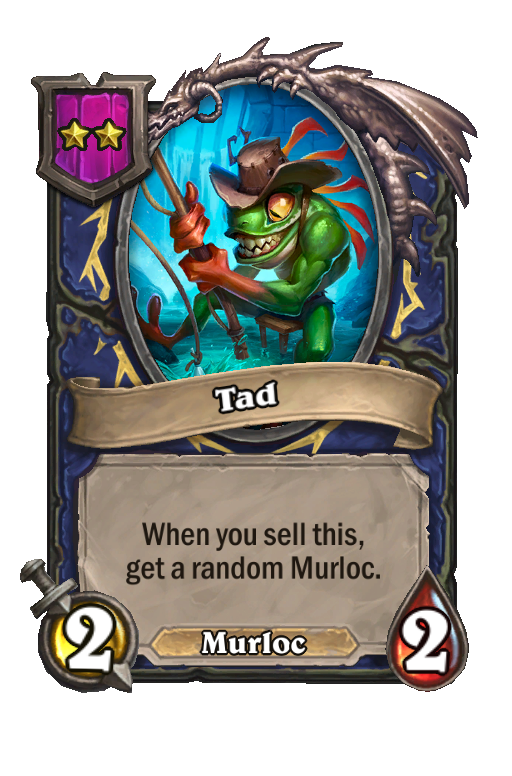 Tad
When you sell this,
get a random Murloc.
2
Murloc
2